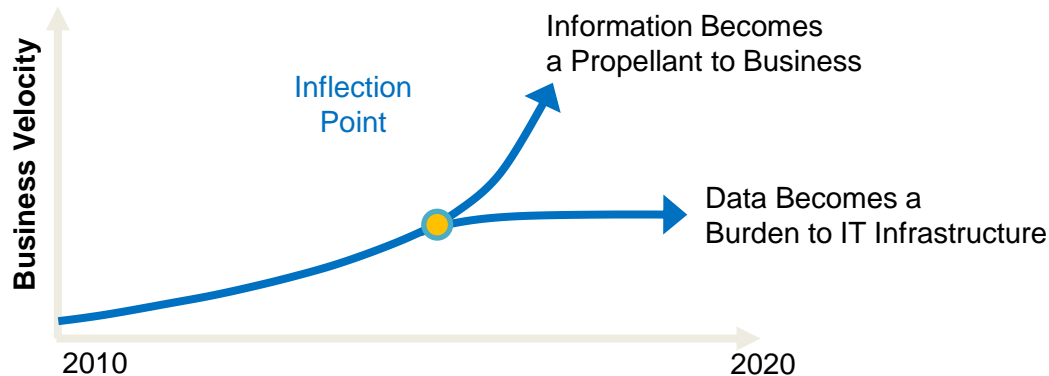 Information Becomes
a Propellant to Business
Inflection
Point
Business Velocity
Data Becomes a
Burden to IT Infrastructure
2010
2020